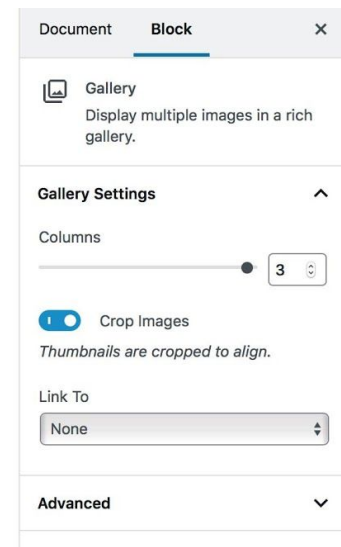 Document Block
Gallery
Display multiple images in a rich
gallery.
Gallery Settings
Columns
3
Crop Images
Thumbnails are cropped to align.
Link To
None
Advanced